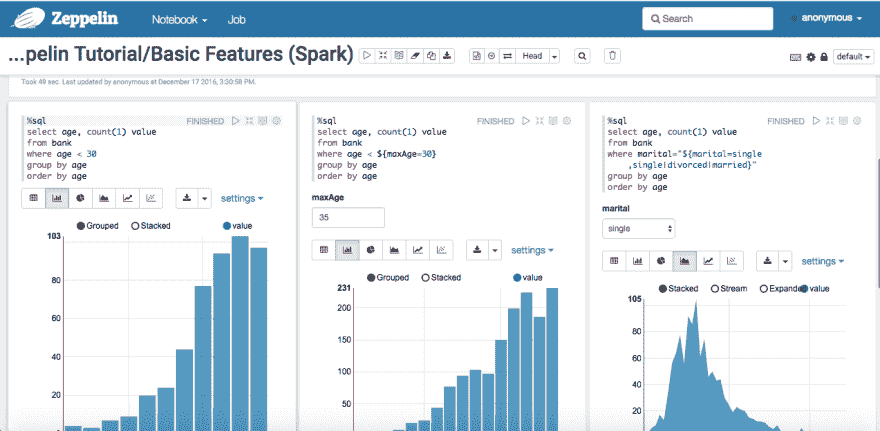 Zeppelin Notebook Job Search anonymous
...pelin Tutorial/Basic Features (Spark) Head default
Took 49 sec. Last updated by anonymous at December 17 2016, 3:30:58 PM.
%sql FINISHED
select age, count(1) value
from bank
where age < 30
group by age
order by age
settings
Grouped Stacked value
103
80
60
40
20
%sql FINISHED
select age, count(1) value
from bank
where age < ${maxAge=30}
group by age
order by age
maxAge
35
settings
Grouped Stacked value
231
200
150
100
50
%sql FINISHED
select age, count(1) value
from bank
where marital="${marital=single
,single|divorced|married}"
group by age
order by age
marital
single
settings
Stacked Stream Expanded value
105
80
60
40
20